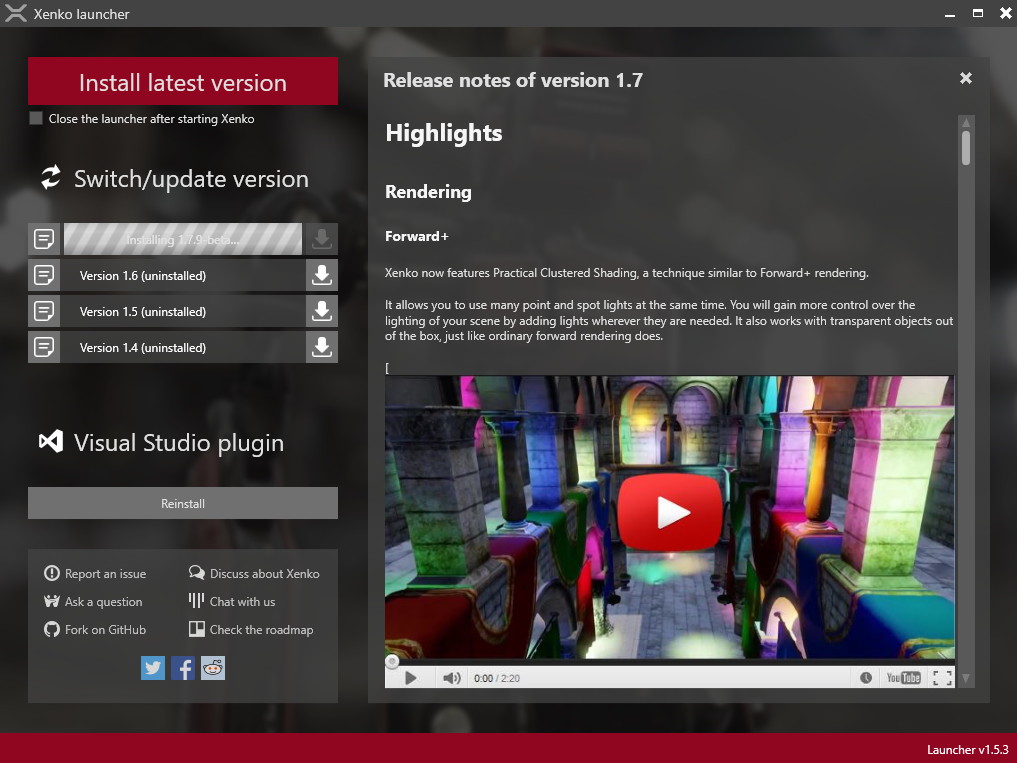 Xenko launcher
Install latest version
Close the launcher after starting Xenko
Switch/update version
Installing 1.7.9-beta...
Version 1.6 (uninstalled)
Version 1.5 (uninstalled)
Version 1.4 (uninstalled)
Visual Studio plugin
Reinstall
Report an issue
Discuss about Xenko
Ask a question
Chat with us
Fork on GitHub
Check the roadmap
Release notes of version 1.7
Highlights
Rendering
Forward+
Xenko now features Practical Clustered Shading, a technique similar to Forward+ rendering.
It allows you to use many point and spot lights at the same time. You will gain more control over the
lighting of your scene by adding lights wherever they are needed. It also works with transparent objects out
of the box, just like ordinary forward rendering does.
[
0:00 / 2:20
YouTube
Launcher v1.5.3